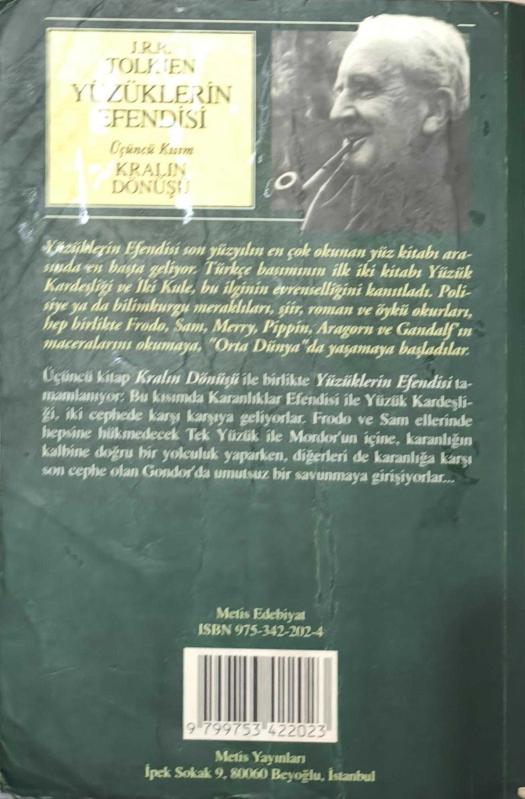 J.R.R.
TOLKIEN
YÜZÜKLERİN
EFENDİSİ
Üçüncü Kısım
KRALIN
DÖNÜŞÜ
Yüzüklerin Efendisi son yüzyılın en çok okunan yüz kitabı ara-
sında en başta geliyor. Türkçe basımının ilk iki kitabı Yüzük
Kardeşliği ve İki Kule, bu ilginin evrenselliğini kanıtladı. Poli-
siye ya da bilimkurgu meraklıları, şiir, roman ve öykü okurları,
hep birlikte Frodo, Sam, Merry, Pippin, Aragorn ve Gandalf'ın
maceralarını okumaya, "Orta Dünya"da yaşamaya başladılar.
Üçüncü kitap Kralın Dönüşü ile birlikte Yüzüklerin Efendisi ta-
mamlanıyor: Bu kısımda Karanlıklar Efendisi ile Yüzük Kardeşli-
ği, iki cephede karşı karşıya geliyorlar. Frodo ve Sam ellerinde
hepsine hükmedecek Tek Yüzük ile Mordor'un içine, karanlığın
kalbine doğru bir yolculuk yaparken, diğerleri de karanlığa karşı
son cephe olan Gondor'da umutsuz bir savunmaya girişiyorlar...
Metis Edebiyat
ISBN 975-342-202-4
9 799753 422023
Metis Yayınları
İpek Sokak 9, 80060 Beyoğlu, İstanbul